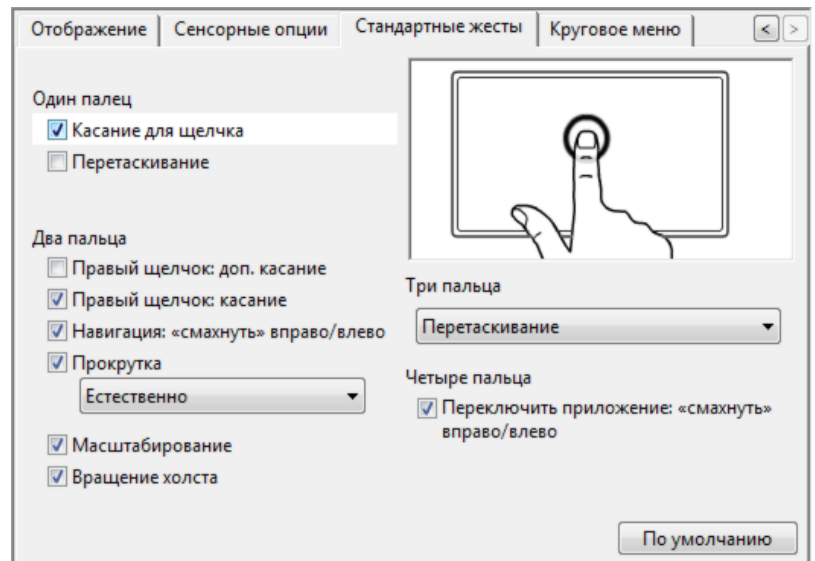 Отображение
Сенсорные опции
Стандартные жесты
Круговое меню
<
>
Один палец
Касание для щелчка
Перетаскивание
Два пальца
Правый щелчок: доп. касание
Правый щелчок: касание
Навигация: «смахнуть» вправо/влево
Прокрутка
Естественно
Масштабирование
Вращение холста
Три пальца
Перетаскивание
Четыре пальца
Переключить приложение: «смахнуть»
вправо/влево
По умолчанию